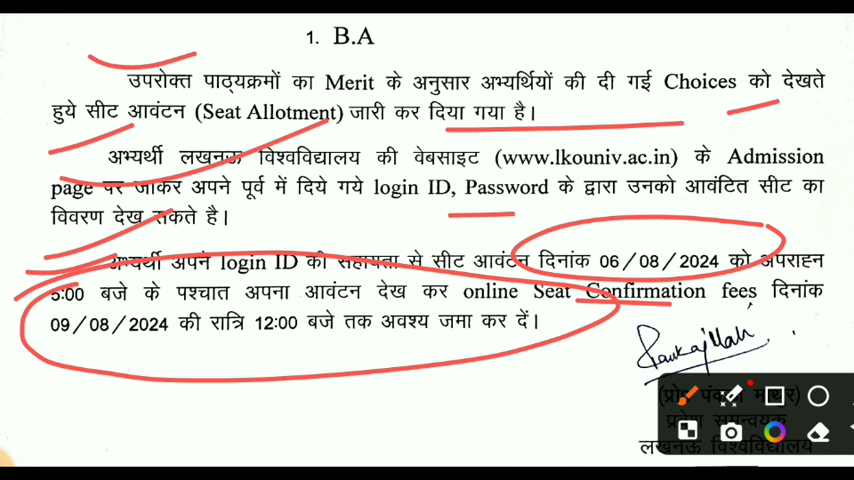 1. B.A
उपरोक्त पाठ्यक्रमों का Merit के अनुसार अभ्यर्थियों की दी गई Choices को देखते
हुये सीट आवंटन (Seat Allotment) जारी कर दिया गया है।
अभ्यर्थी लखनऊ विश्वविद्यालय की वेबसाइट (www.lkouniv.ac.in) के Admission
page पर जाकर अपने पूर्व में दिये गये login ID, Password के द्वारा उनको आवंटित सीट का
विवरण देख सकते है।
अभ्यर्थी अपने login ID की सहायता से सीट आवंटन दिनांक 06/08/2024 को अपराह्न
5:00 बजे के पश्चात अपना आवंटन देख कर online Seat Confirmation fees दिनांक
09/08/2024 की रात्रि 12:00 बजे तक अवश्य जमा कर दें।
लखनऊ विश्वविद्यालय